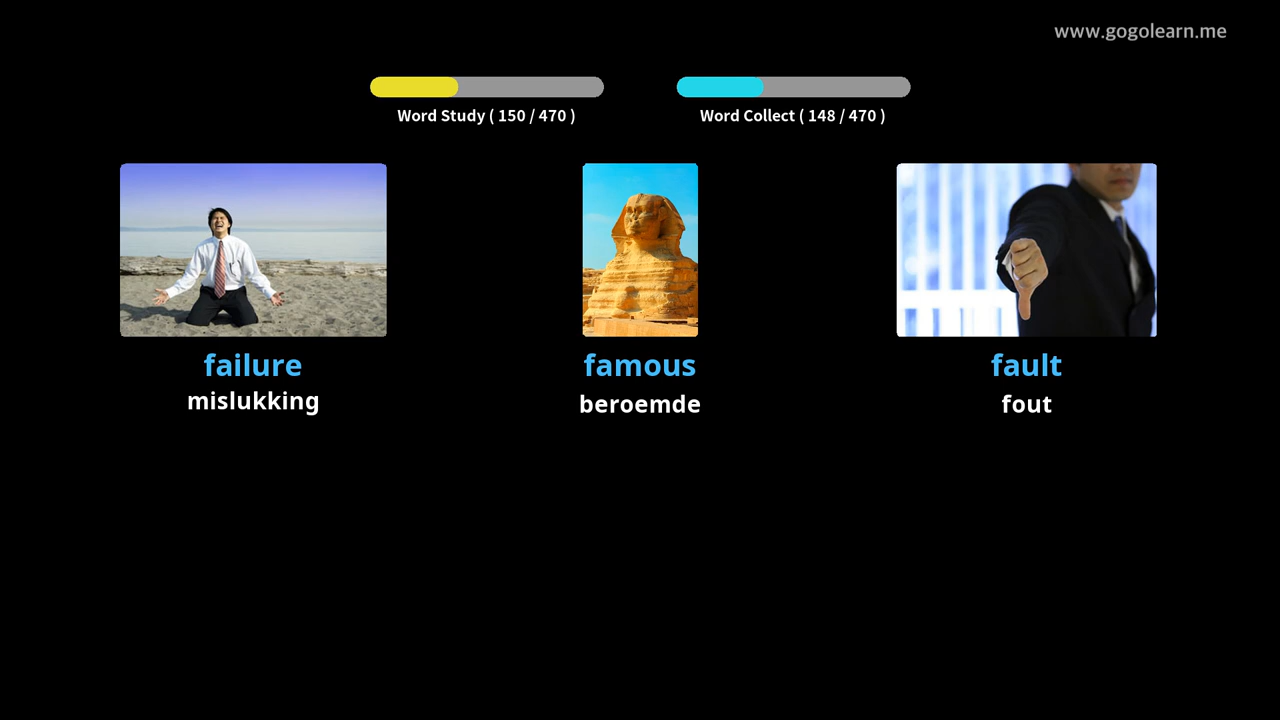 www.gogolearn.me
Word Study ( 150 / 470 )
Word Collect ( 148 / 470 )
failure
mislukking
famous
beroemde
fault
fout